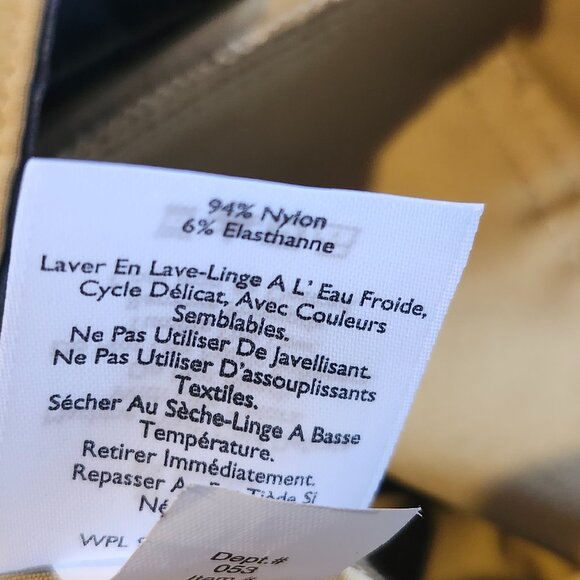 94% Nylon
6% Elasthanne
Laver En Lave-Linge A L' Eau Froide,
Cycle Délicat, Avec Couleurs
Semblables.
Ne Pas Utiliser De Javellisant.
Ne Pas Utiliser D'assouplissants
Textiles.
Sécher Au Sèche-Linge A Basse
Température.
Retirer Immédiatement.
Repasser Si
WPL
Dept.#
053
Item #